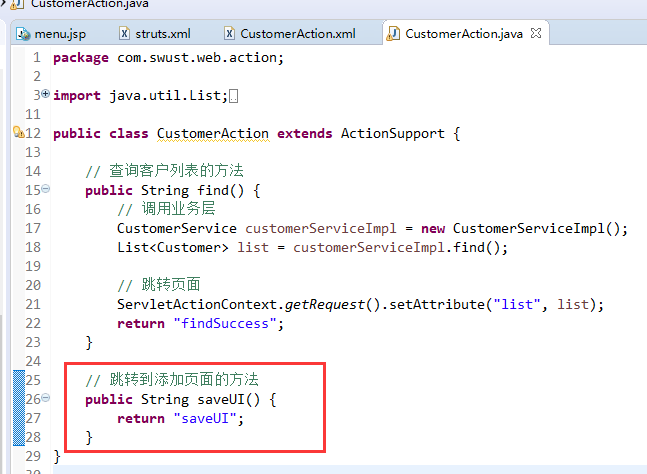 CustomerAction.java
menu.jsp struts.xml CustomerAction.xml CustomerAction.java
1 package com.swust.web.action;
2
3 import java.util.List;
11
12 public class CustomerAction extends ActionSupport {
13
14 // 查询客户列表的方法
15 public String find() {
16 // 调用业务层
17 CustomerService customerServiceImpl = new CustomerServiceImpl();
18 List<Customer> list = customerServiceImpl.find();
19
20 // 跳转页面
21 ServletActionContext.getRequest().setAttribute("list", list);
22 return "findSuccess";
23 }
24
25 // 跳转到添加页面的方法
26 public String saveUI() {
27 return "saveUI";
28 }
29 }